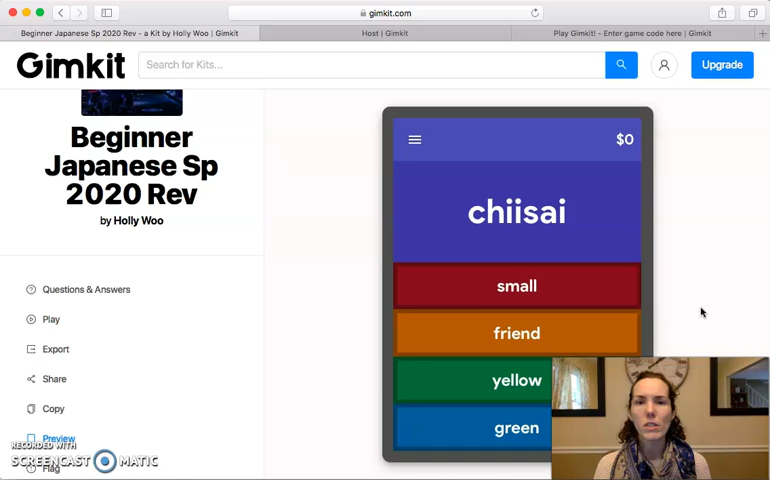 gimkit.com
Beginner Japanese Sp 2020 Rev - a Kit by Holly Woo | Gimkit
Host | Gimkit
Play Gimkit! - Enter game code here | Gimkit
Gimkit
Search for Kits...
Upgrade
Beginner
Japanese Sp
2020 Rev
by Holly Woo
Questions & Answers
Play
Export
Share
Copy
Preview
Flag
$0
chiisai
small
friend
yellow
green
RECORDED WITH
SCREENCAST O MATIC